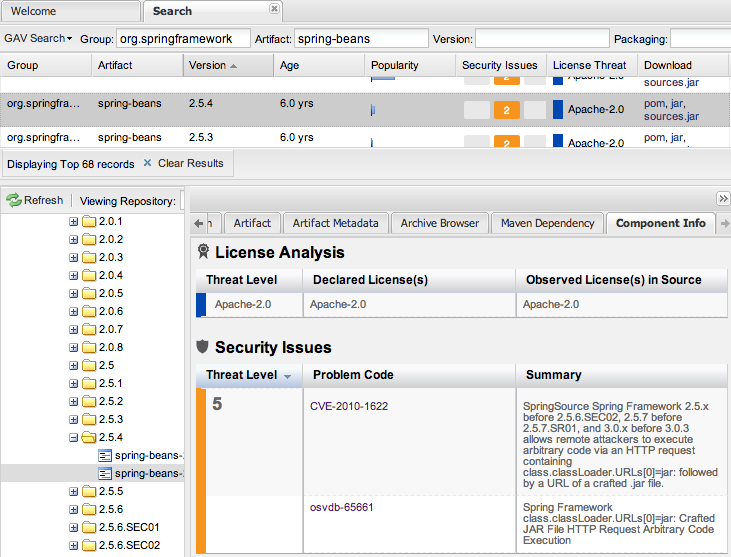 Welcome
Search
GAV Search
Group:
org.springframework
Artifact:
spring-beans
Version:
Packaging:
Group
Artifact
Version
Age
Popularity
Security Issues
License Threat
Download
2
Apache-2.0
sources.jar
org.springfra...
spring-beans
2.5.4
6.0 yrs
2
Apache-2.0
pom, jar,
sources.jar
org.springfra...
spring-beans
2.5.3
6.0 yrs
2
Apache-2.0
pom, jar,
Displaying Top 68 records
Clear Results
Refresh
Viewing Repository:
2.0.1
2.0.2
2.0.3
2.0.4
2.0.5
2.0.6
2.0.7
2.0.8
2.5
2.5.1
2.5.2
2.5.3
2.5.4
spring-beans-
spring-beans-
2.5.5
2.5.6
2.5.6.SEC01
2.5.6.SEC02
Artifact
Artifact Metadata
Archive Browser
Maven Dependency
Component Info
License Analysis
Threat Level
Declared License(s)
Observed License(s) in Source
Apache-2.0
Apache-2.0
Apache-2.0
Security Issues
Threat Level
Problem Code
Summary
5
CVE-2010-1622
SpringSource Spring Framework 2.5.x
before 2.5.6.SEC02, 2.5.7 before
2.5.7.SR01, and 3.0.x before 3.0.3
allows remote attackers to execute
arbitrary code via an HTTP request
containing
class.classLoader.URLs[0]=jar: followed
by a URL of a crafted .jar file.
osvdb-65661
Spring Framework
class.classLoader.URLs[0]=jar: Crafted
JAR File HTTP Request Arbitrary Code
Execution